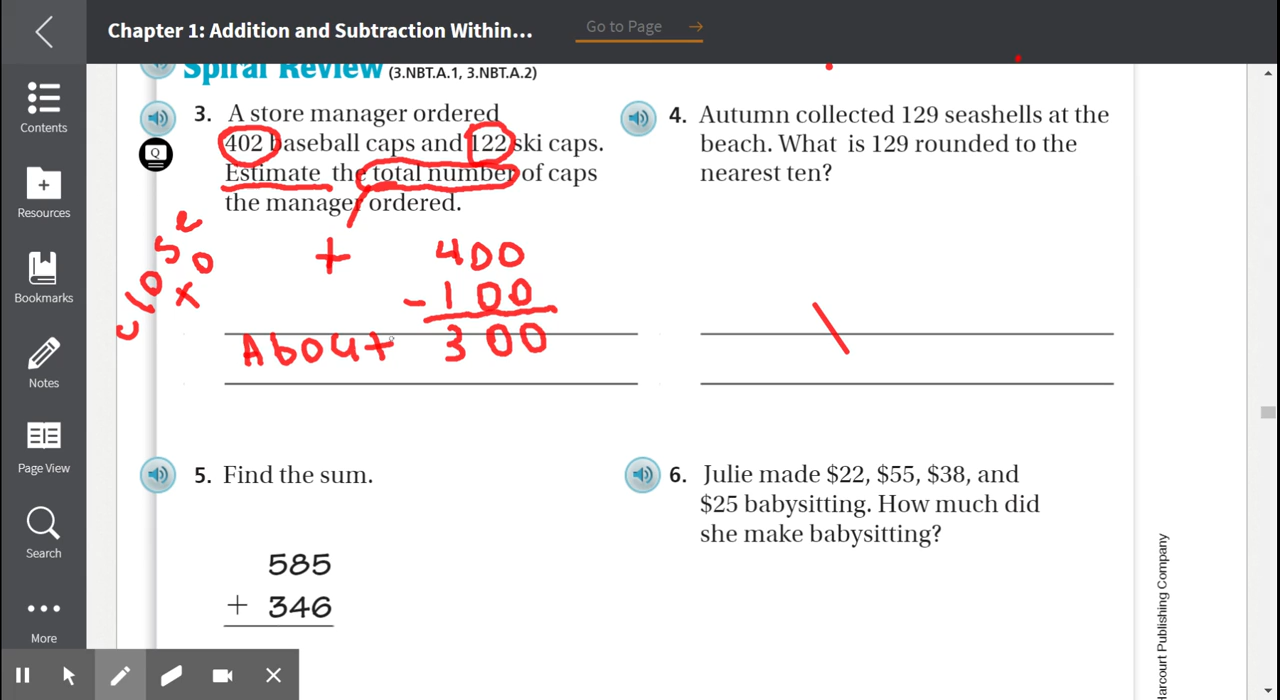 Chapter 1: Addition and Subtraction Within...
Go to Page →
Contents
Resources
Bookmarks
Notes
Page View
Search
More
Spiral Review (3.NBT.A.1, 3.NBT.A.2)
3. A store manager ordered
402 baseball caps and 122 ski caps.
Estimate the total number of caps
the manager ordered.
close
x0
+
400
- 100
About 300
4. Autumn collected 129 seashells at the
beach. What is 129 rounded to the
nearest ten?
5. Find the sum.
585
+ 346
6. Julie made $22, $55, $38, and
$25 babysitting. How much did
she make babysitting?
Harcourt Publishing Company